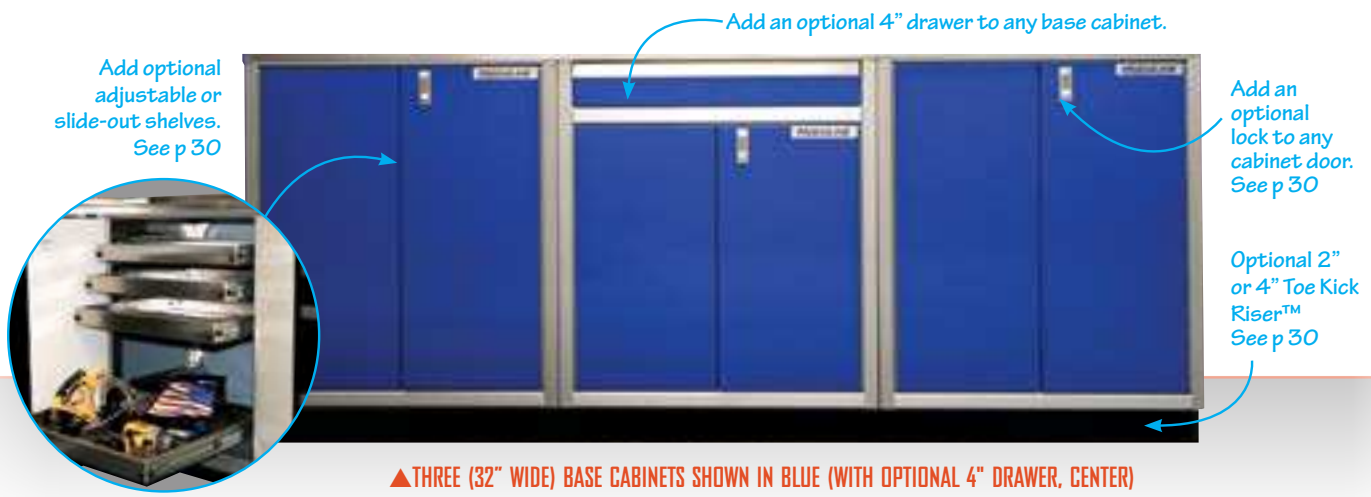 Add an optional 4” drawer to any base cabinet.
Add optional
adjustable or
slide-out shelves.
See p 30
Add an
optional
lock to any
cabinet door.
See p 30
Optional 2”
or 4” Toe Kick
Riser™
See p 30
▲THREE (32” WIDE) BASE CABINETS SHOWN IN BLUE (WITH OPTIONAL 4" DRAWER, CENTER)